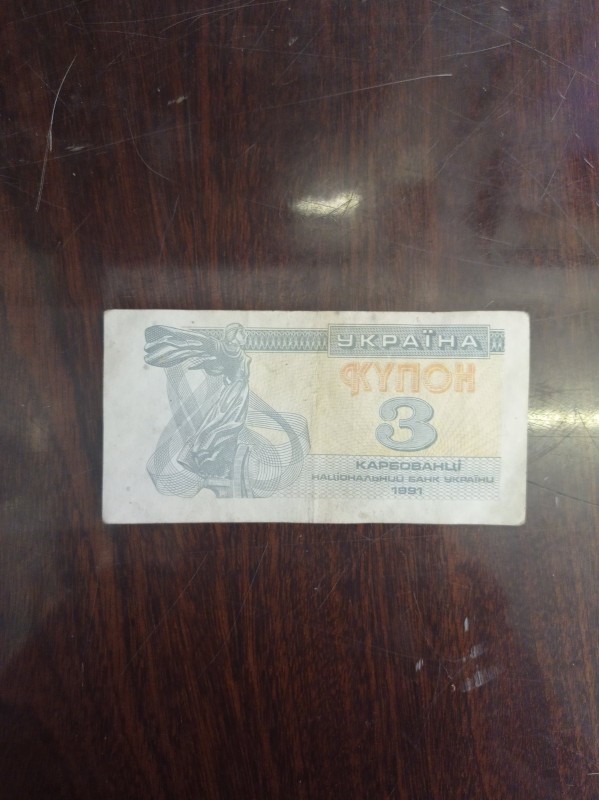 УКРАЇНА
КУПОН
3
КАРБОВАНЦІ
НАЦІОНАЛЬНИЙ БАНК УКРАЇНИ
1991